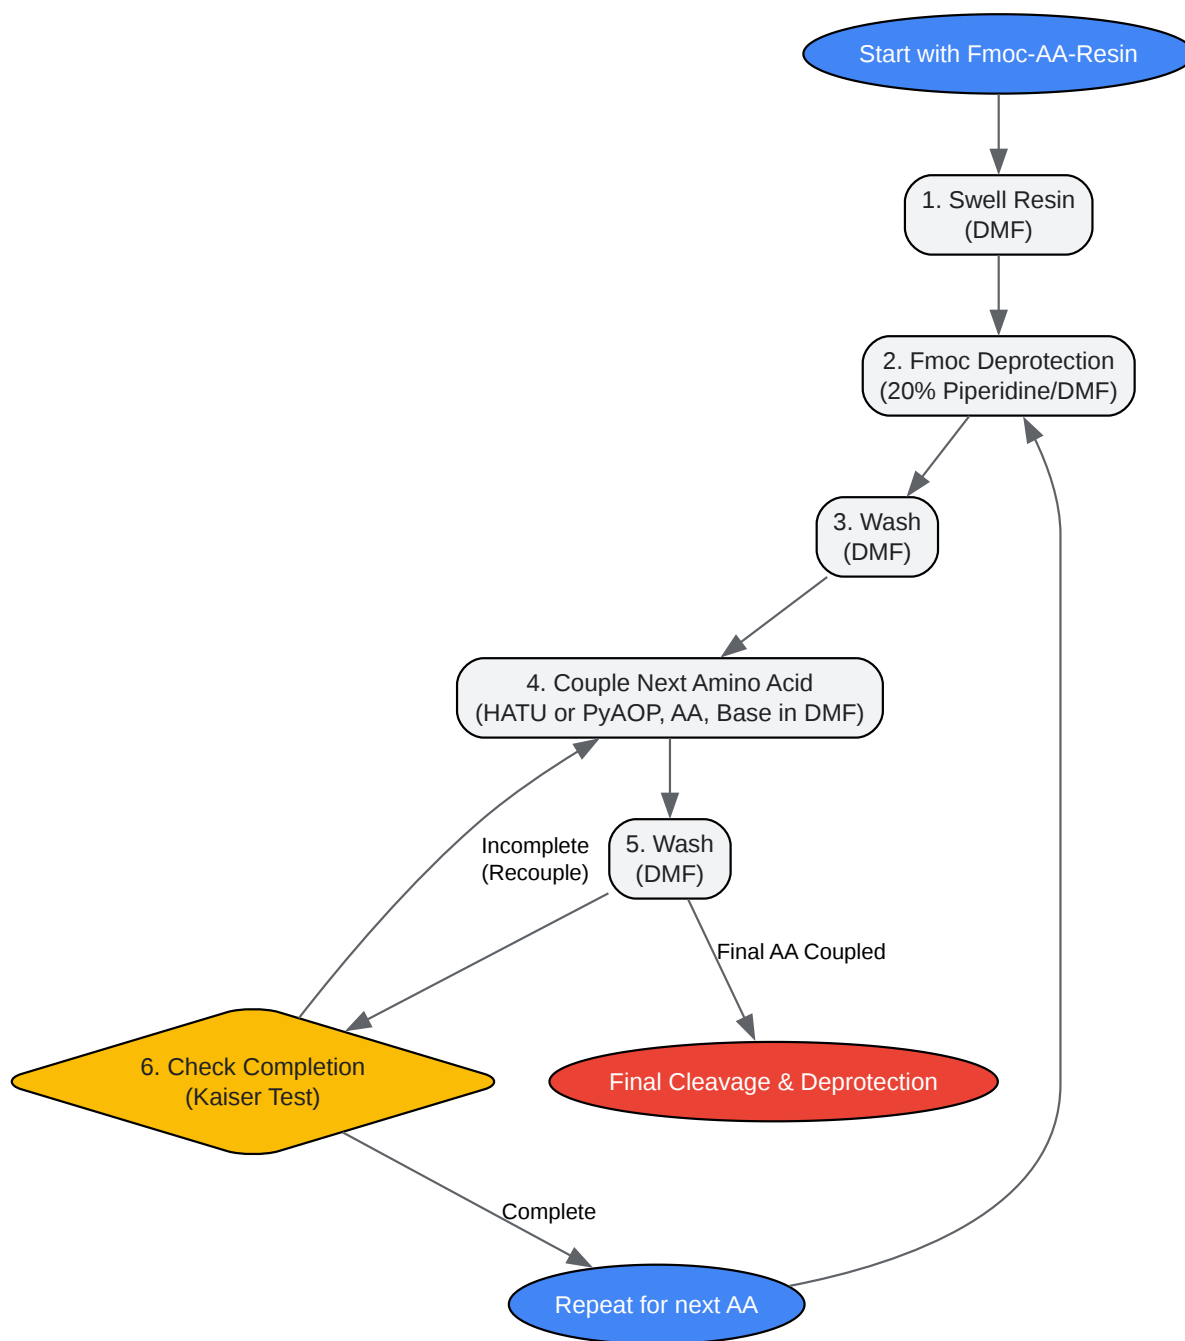 Start with Fmoc-AA-Resin
1. Swell Resin
(DMF)
2. Fmoc Deprotection
(20% Piperidine/DMF)
3. Wash
(DMF)
4. Couple Next Amino Acid
(HATU or PyAOP, AA, Base in DMF)
Incomplete
(Recouple)
5. Wash
(DMF)
Final AA Coupled
6. Check Completion
(Kaiser Test)
Final Cleavage & Deprotection
Complete
Repeat for next AA